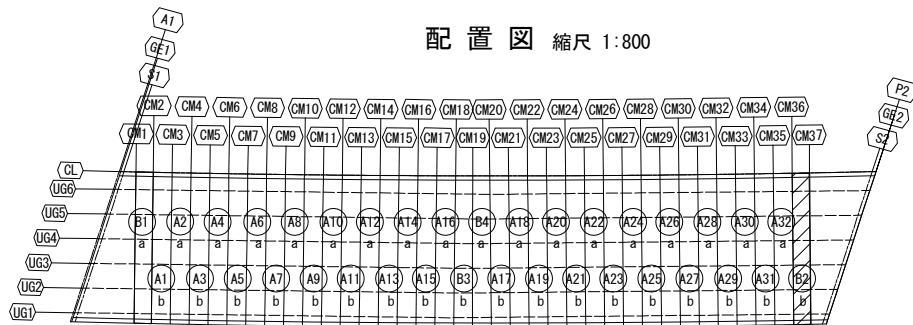 配置図 縮尺 1:800
A1
GE1
S1
P2
GE2
S2
CM2 CM4 CM6 CM8 CM10 CM12 CM14 CM16 CM18 CM20 CM22 CM24 CM26 CM28 CM30 CM32 CM34 CM36
CM1 CM3 CM5 CM7 CM9 CM11 CM13 CM15 CM17 CM19 CM21 CM23 CM25 CM27 CM29 CM31 CM33 CM35 CM37
CL
UG6
UG5
B1 A2 A4 A6 A8 A10 A12 A14 A16 B4 A18 A20 A22 A24 A26 A28 A30 A32
UG4
a a a a a a a a a a a a a a a a a a
UG3
A1 A3 A5 A7 A9 A11 A13 A15 B3 A17 A19 A21 A23 A25 A27 A29 A31 B2
UG2
b b b b b b b b b b b b b b b b b b
UG1